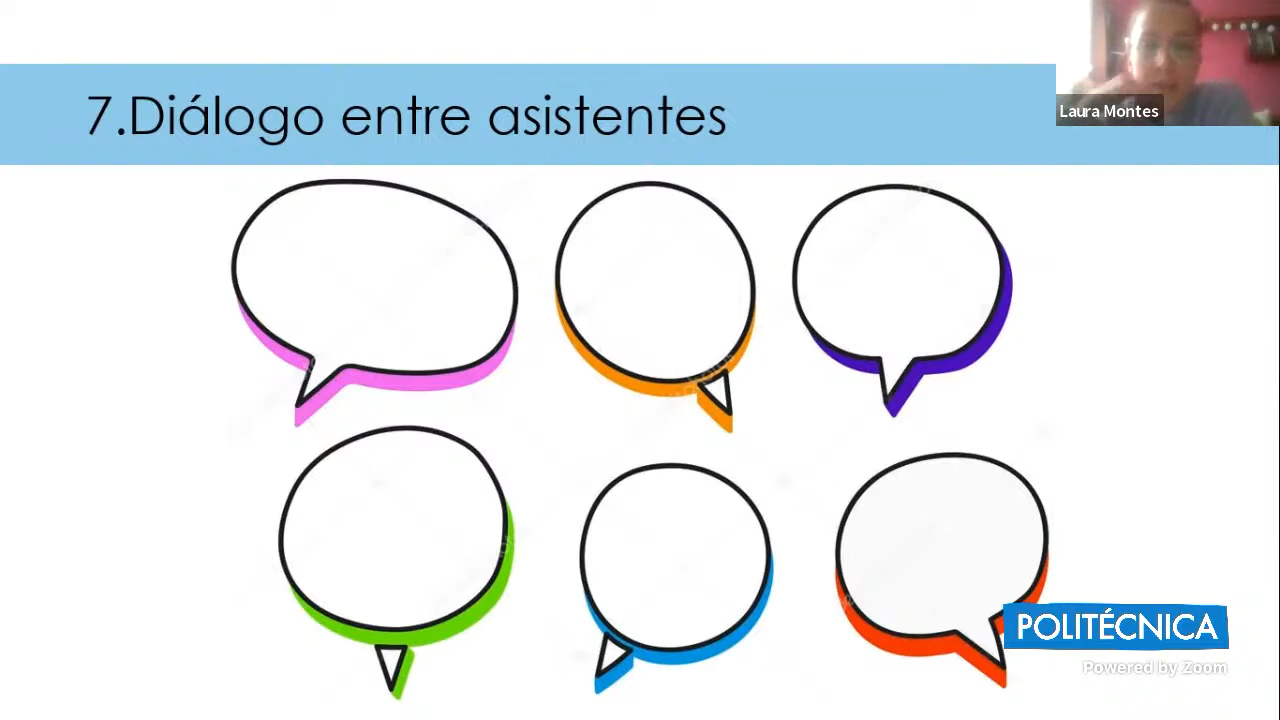 7.Diálogo entre asistentes
Laura Montes
POLITÉCNICA
Powered by Zoom